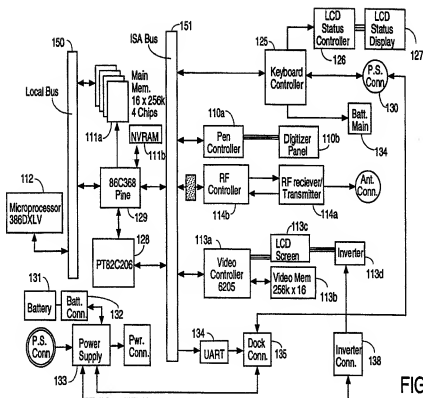 150
Local Bus
ISA Bus
151
125
Keyboard
Controller
LCD
Status
Controller
126
LCD
Status
Display
127
P.S.
Conn.
130
Batt.
Main
134
Main
Mem.
16 x 256k
4 Chips
111a
NVRAM
111b
110a
Pen
Controller
Digitizer
Panel
110b
112
Microprocessor
386DXLV
86C368
Pine
129
RF
Controller
114b
RF reciever/
Transmitter
114a
Ant.
Conn.
PT82C206
128
113a
Video
Controller
6205
113c
LCD
Screen
Inverter
113d
Video Mem
256k x 16
113b
131
Battery
Batt.
Conn.
132
P.S.
Conn.
Power
Supply
133
Pwr.
Conn.
134
UART
Dock
Conn.
135
Inverter
Conn.
138
FIG